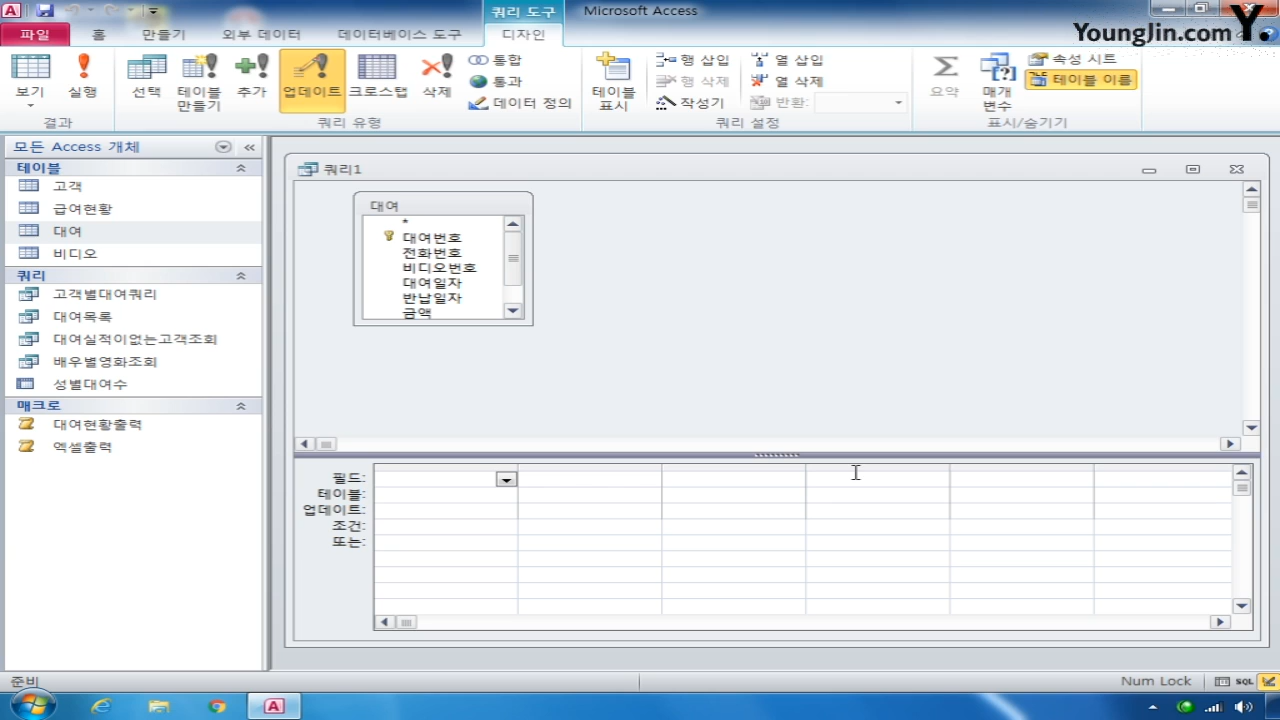 쿼리 도구
Microsoft Access
YoungJin.com Y.
파일
홈
만들기
외부 데이터
데이터베이스 도구
디자인
보기
실행
선택
테이블
만들기
추가
업데이트
크로스탭
삭제
통합
통과
데이터 정의
테이블
표시
행 삽입
행 삭제
작성기
열 삽입
열 삭제
반환:
요약
매개
변수
속성 시트
테이블 이름
결과
쿼리 유형
쿼리 설정
표시/숨기기
모든 Access 개체
테이블
고객
급여현황
대여
비디오
쿼리
고객별대여쿼리
대여목록
대여실적이없는고객조회
배우별영화조회
성별대여수
매크로
대여현황출력
엑셀출력
쿼리1
대여
*
대여번호
전화번호
비디오번호
대여일자
반납일자
금액
필드:
테이블:
업데이트:
조건:
또는:
준비
Num Lock
SQL